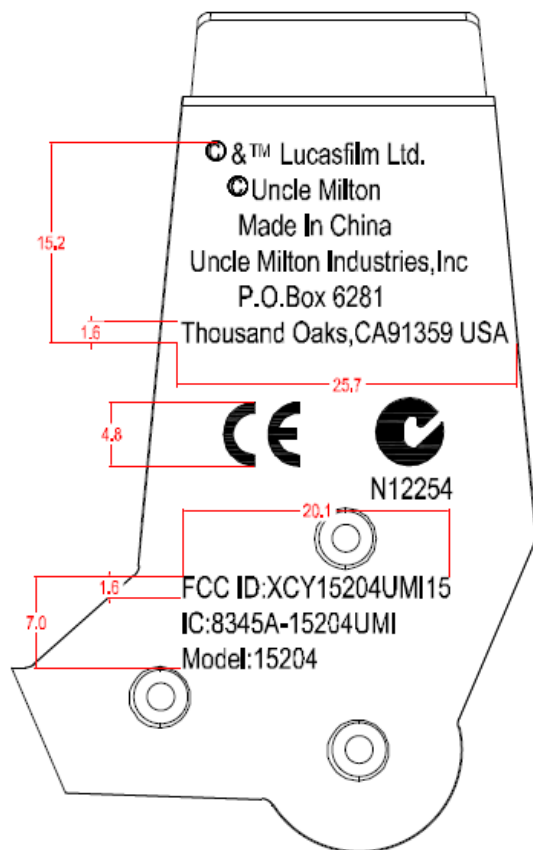 ©&™ Lucasfilm Ltd.
©Uncle Milton
Made In China
15.2
Uncle Milton Industries,Inc
P.O.Box 6281
1.6
Thousand Oaks,CA91359 USA
25.7
4.8
CE
N12254
20.1
1.6
FCC ID:XCY15204UMI15
7.0
IC:8345A-15204UMI
Model:15204